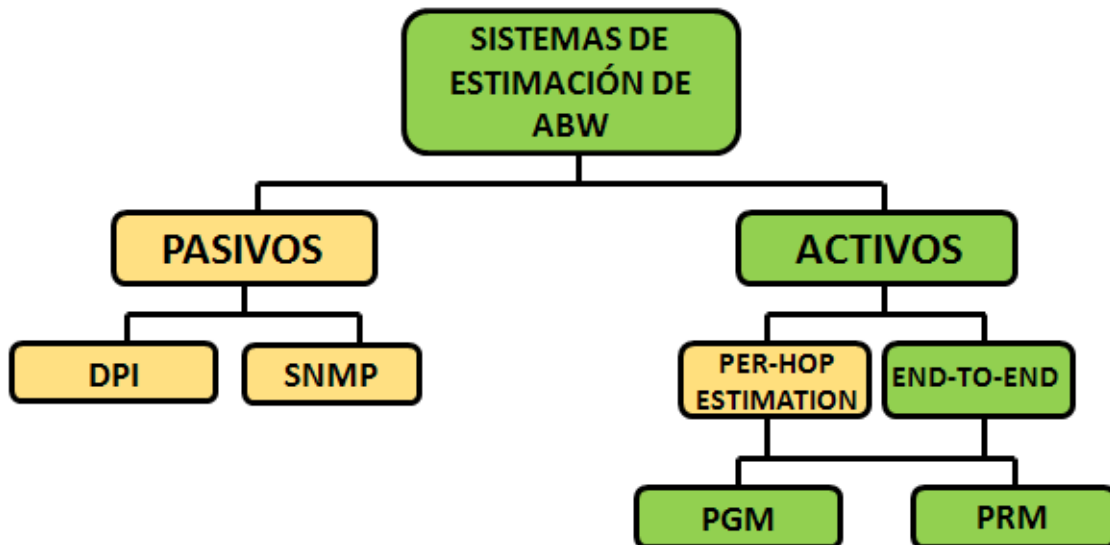 SISTEMAS DE
ESTIMACIÓN DE
ABW
PASIVOS
ACTIVOS
DPI
SNMP
PER-HOP
ESTIMATION
END-TO-END
PGM
PRM